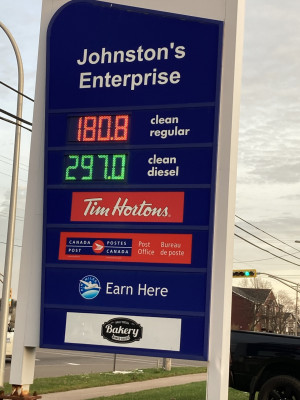 Johnston's
Enterprise
180.8
clean
regular
297.0
clean
diesel
Tim Hortons
CANADA POSTES
POST CANADA
Post Bureau
Office de poste
Earn Here
Bakery